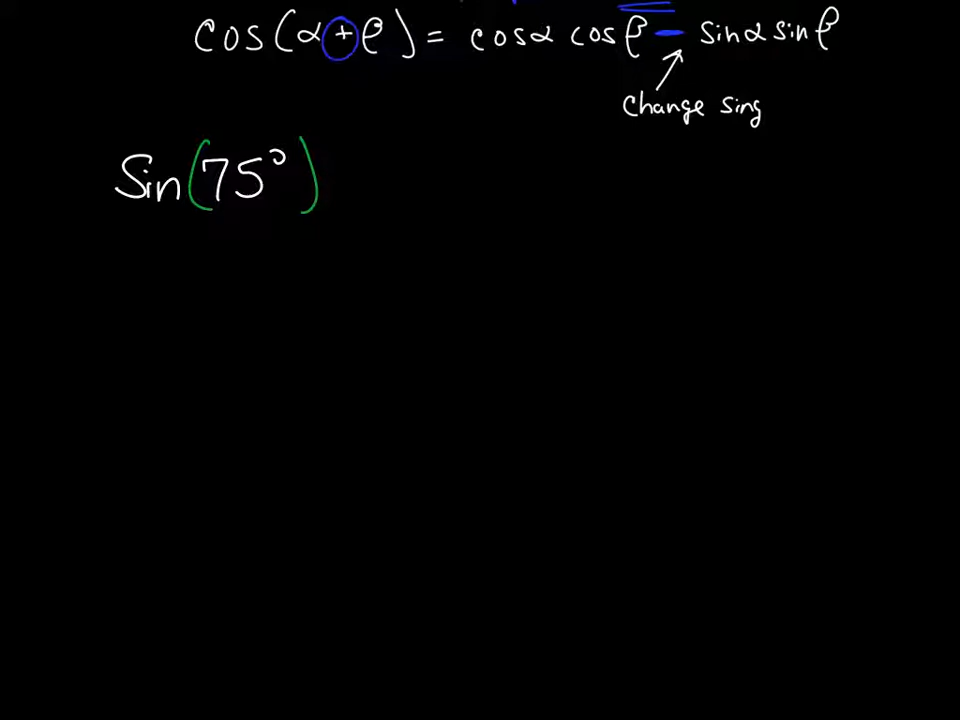 cos(α+β) = cosα cosβ - sinα sinβ
change sing
Sin(75°)